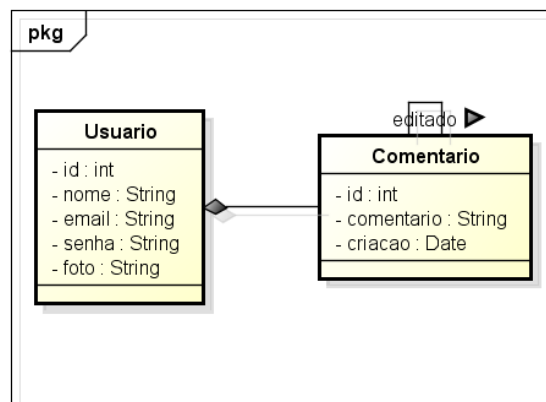 pkg
Usuario
- id : int
- nome : String
- email : String
- senha : String
- foto : String
editado
Comentario
- id : int
- comentario : String
- criacao : Date